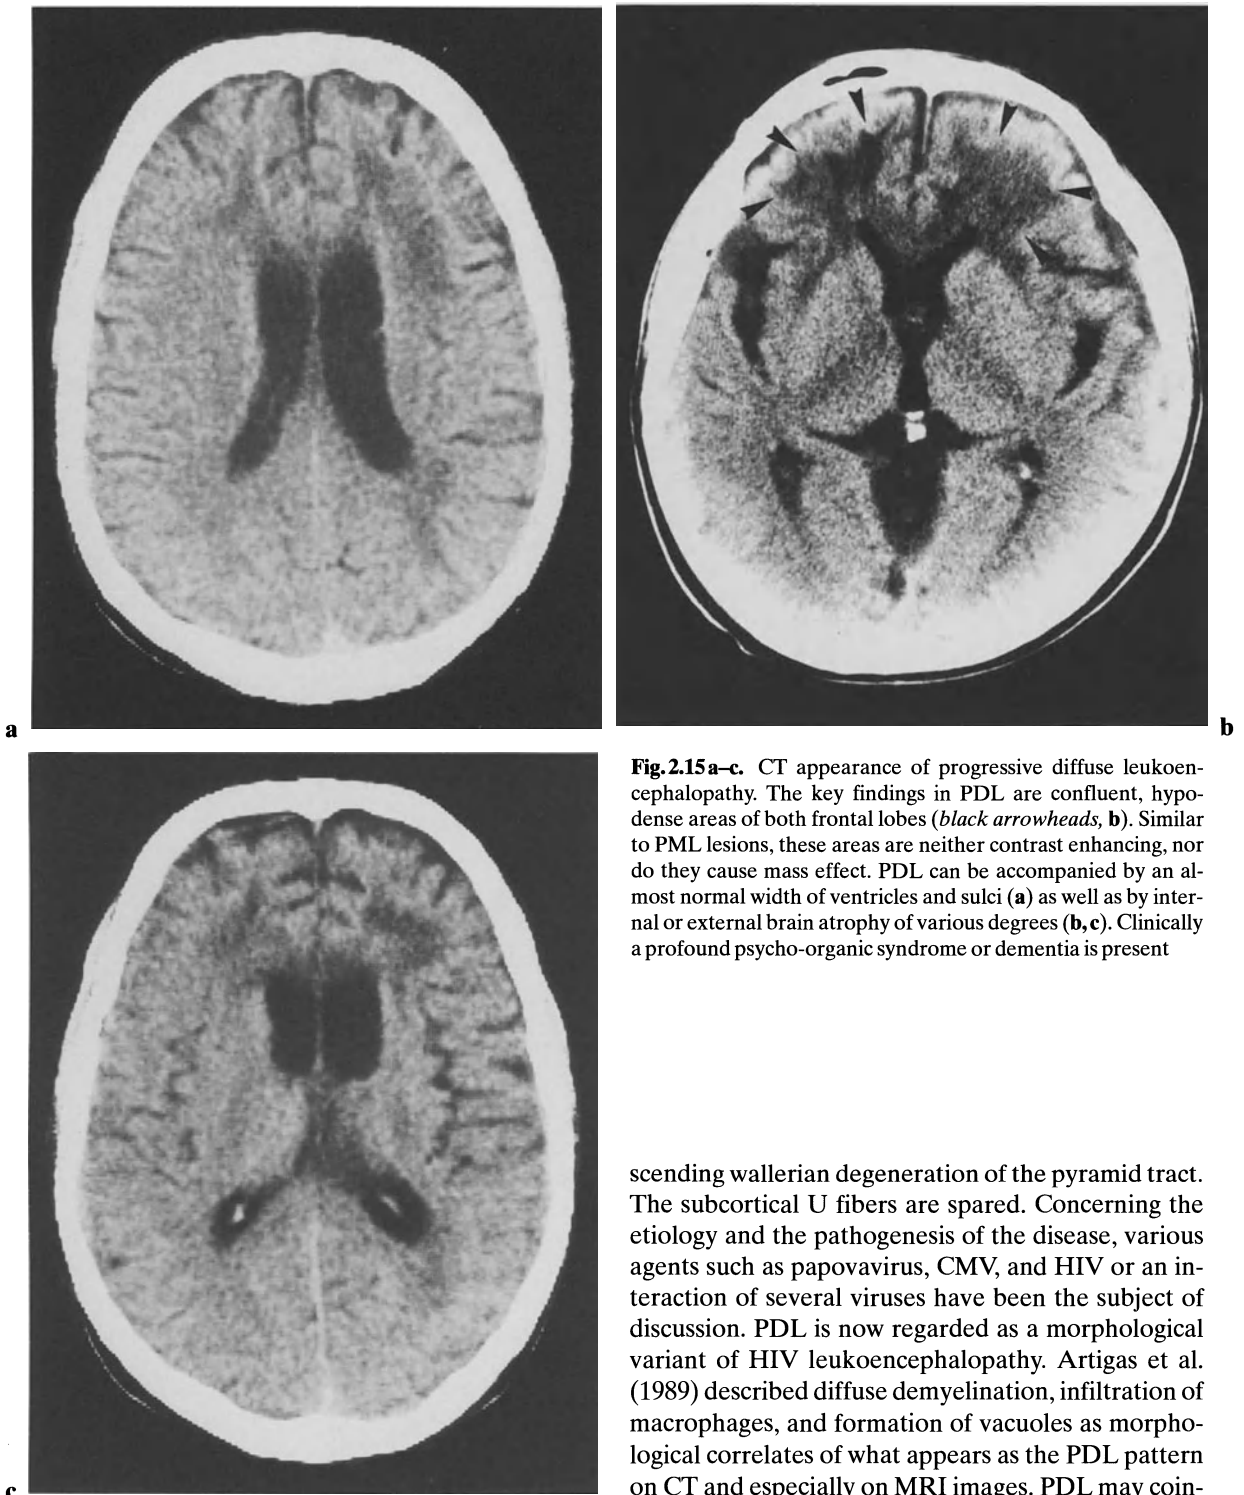 a
b
Fig. 2.15 a–c. CT appearance of progressive diffuse leukoen-
cephalopathy. The key findings in PDL are confluent, hypo-
dense areas of both frontal lobes (black arrowheads, b). Similar
to PML lesions, these areas are neither contrast enhancing, nor
do they cause mass effect. PDL can be accompanied by an al-
most normal width of ventricles and sulci (a) as well as by inter-
nal or external brain atrophy of various degrees (b, c). Clinically
a profound psycho-organic syndrome or dementia is present
scending wallerian degeneration of the pyramid tract.
The subcortical U fibers are spared. Concerning the
etiology and the pathogenesis of the disease, various
agents such as papovavirus, CMV, and HIV or an in-
teraction of several viruses have been the subject of
discussion. PDL is now regarded as a morphological
variant of HIV leukoencephalopathy. Artigas et al.
(1989) described diffuse demyelination, infiltration of
macrophages, and formation of vacuoles as morpho-
logical correlates of what appears as the PDL pattern
on CT and especially on MRI images. PDL may coin-
c